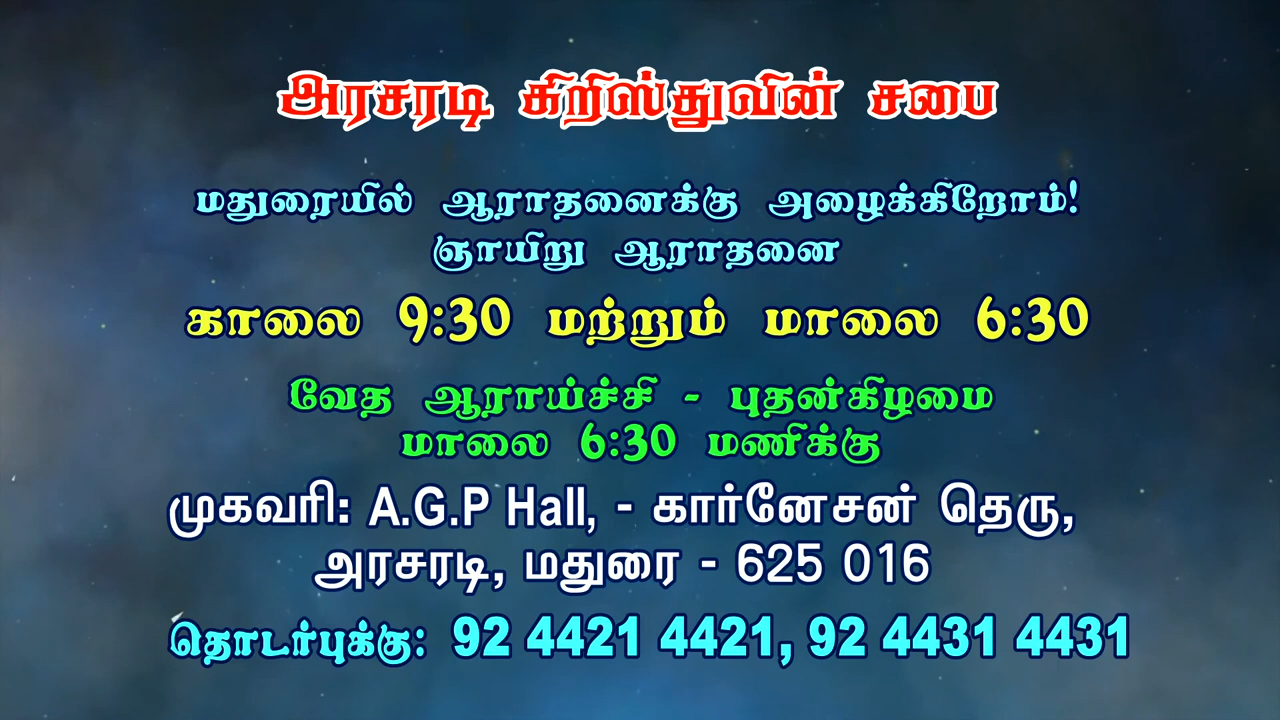 அரசரடி கிறிஸ்துவின் சபை
மதுரையில் ஆராதனைக்கு அழைக்கிறோம்!
ஞாயிறு ஆராதனை
காலை 9:30 மற்றும் மாலை 6:30
வேத ஆராய்ச்சி - புதன்கிழமை
மாலை 6:30 மணிக்கு
முகவரி: A.G.P Hall, - கார்னேசன் தெரு,
அரசரடி, மதுரை - 625 016
தொடர்புக்கு: 92 4421 4421, 92 4431 4431